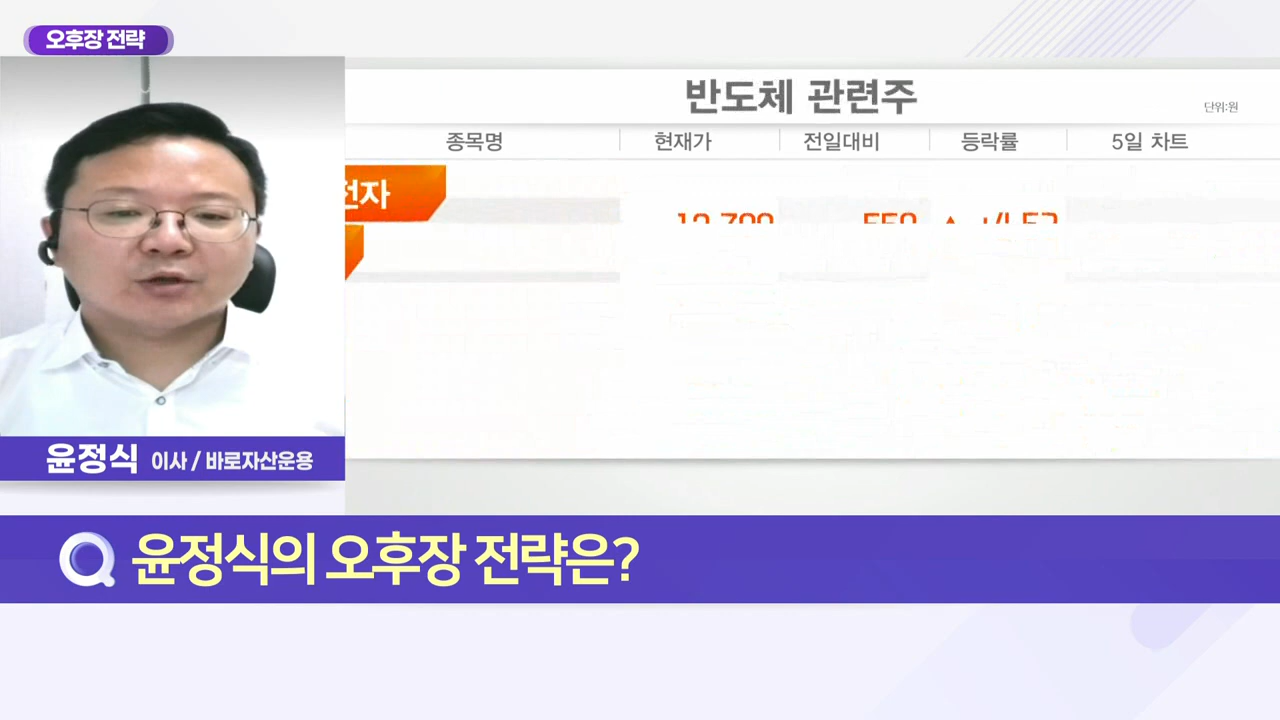 오후장 전략
반도체 관련주
단위:원
종목명 현재가 전일대비 등락률 5일 차트
전자
윤정식 이사 / 바로자산운용
윤정식의 오후장 전략은?